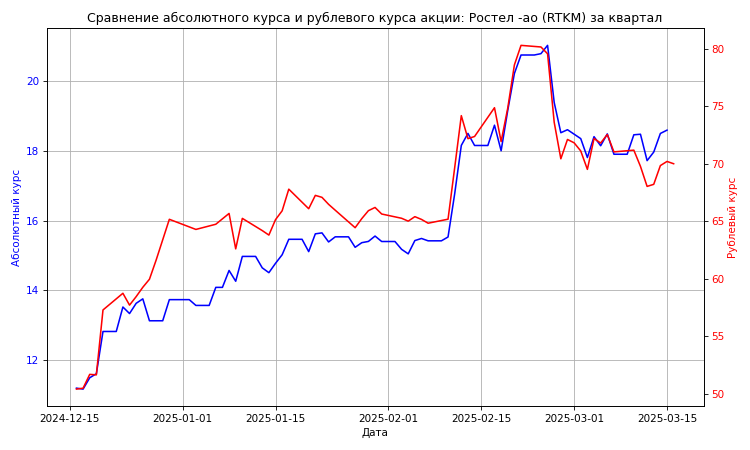 Сравнение абсолютного курса и рублевого курса акции: Ростел -ао (RTKM) за квартал
Абсолютный курс
20
18
16
14
12
80
75
70
65
60
55
50
Рублевый курс
2024-12-15 2025-01-01 2025-01-15 2025-02-01 2025-02-15 2025-03-01 2025-03-15
Дата